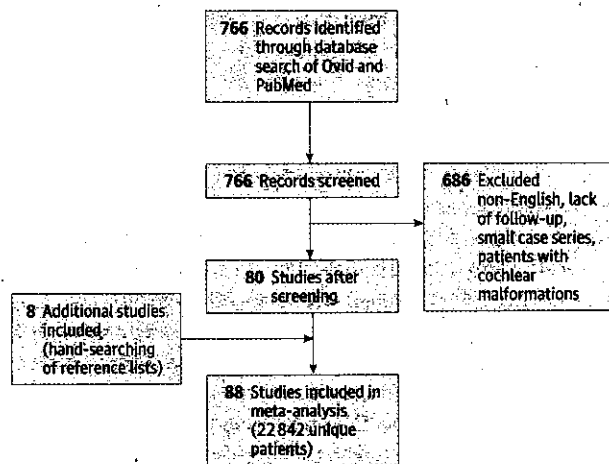 766 Records identified
through database
search of Ovid and
PubMed
766 Records screened
686 Excluded
non-English, lack
of follow-up,
small case series,
patients with
cochlear
malformations
80 Studies after
screening
8 Additional studies
included
(hand-searching
of reference lists)
88 Studies included in
meta-analysis
(22 842 unique
patients)